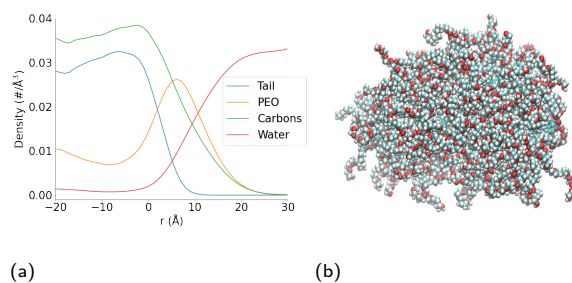 0.04
0.03
0.02
0.01
0.00
Density (#/Å³)
−20 −10 0 10 20 30
r (Å)
Tail
PEO
Carbons
Water
(a) (b)